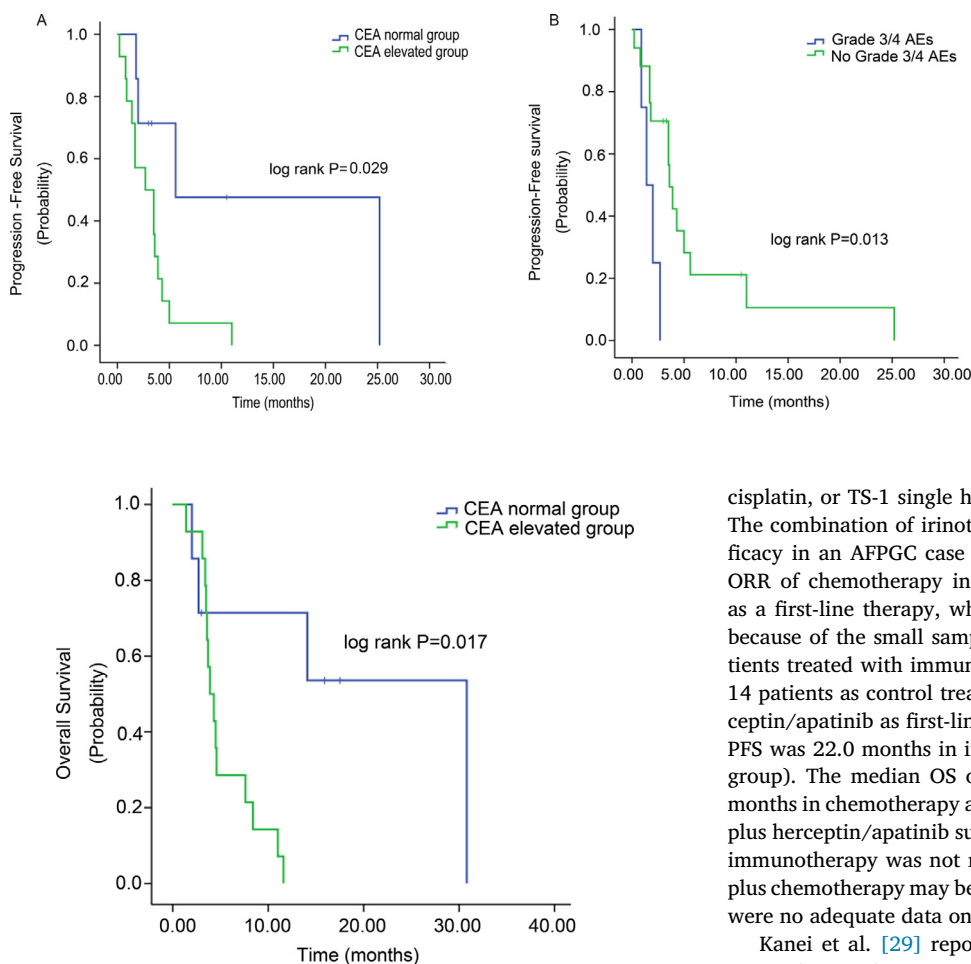 A
CEA normal group
CEA elevated group
1.0
0.8
0.6
0.4
0.2
0.0
log rank P=0.029
Progression -Free Survival
(Probability)
0.00 5.00 10.00 15.00 20.00 25.00 30.00
Time (months)
B
Grade 3/4 AEs
No Grade 3/4 AEs
1.0
0.8
0.6
0.4
0.2
0.0
log rank P=0.013
Progression-Free survival
(Probability)
0.00 5.00 10.00 15.00 20.00 25.00 30.00
Time (months)
CEA normal group
CEA elevated group
1.0
0.8
0.6
0.4
0.2
0.0
log rank P=0.017
Overall Survival
(Probability)
0.00 10.00 20.00 30.00 40.00
Time (months)
cisplatin, or TS-1 single h
The combination of irinot
ficacy in an AFPGC case
ORR of chemotherapy in
as a first-line therapy, wh
because of the small samp
tients treated with immun
14 patients as control trea
ceptin/apatinib as first-lin
PFS was 22.0 months in i
group). The median OS
months in chemotherapy a
plus herceptin/apatinib su
immunotherapy was not
plus chemotherapy may be
were no adequate data on
Kanei et al. [29] repo